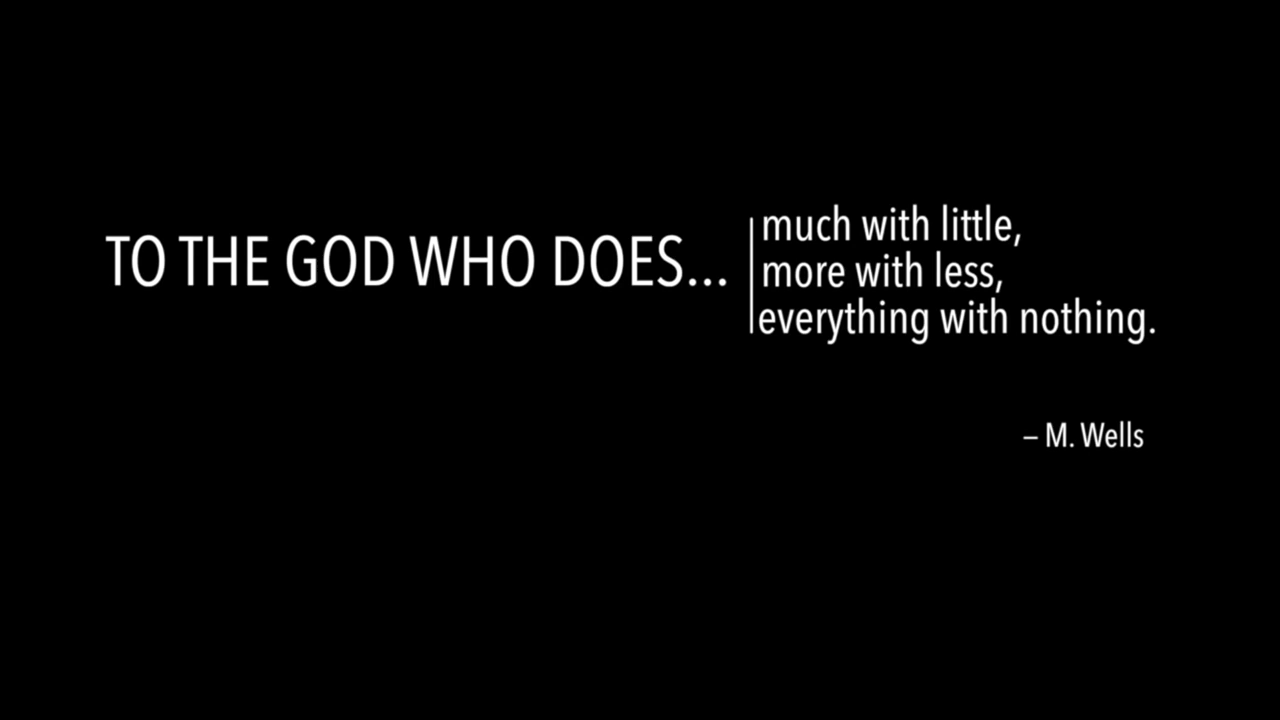 TO THE GOD WHO DOES...
much with little,
more with less,
everything with nothing.
– M. Wells